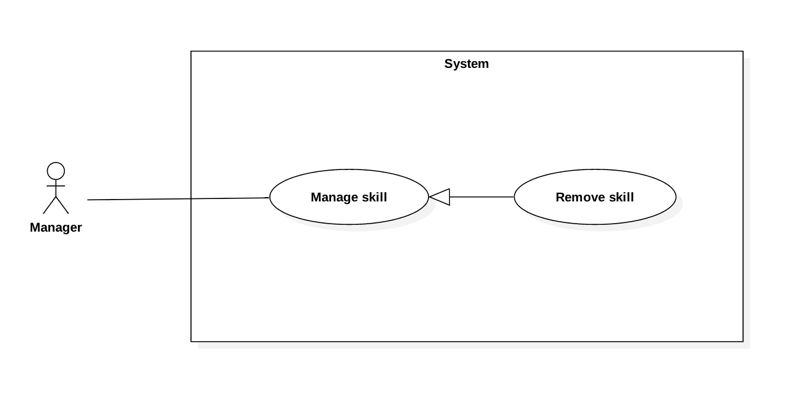 System
Manage skill
Remove skill
Manager